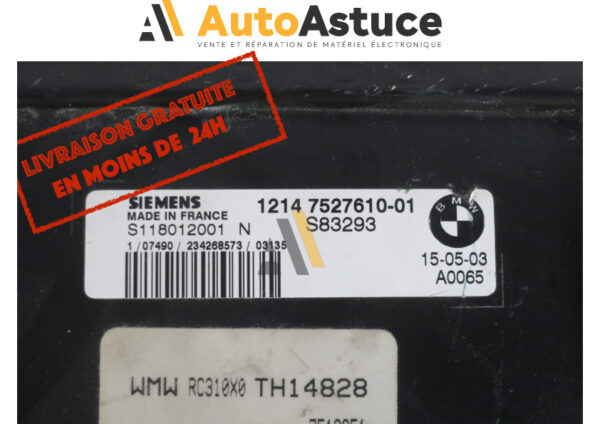 AutoAstuce
VENTE ET RÉPARATION DE MATÉRIEL ÉLECTRONIQUE
LIVRAISON GRATUITE
EN MOINS DE 24H
SIEMENS
MADE IN FRANCE
S118012001 N
1214 7527610-01
S83293
BMW
1/07490/234268573/03135
15-05-03
A0065
WMW RC310X0 TH14828